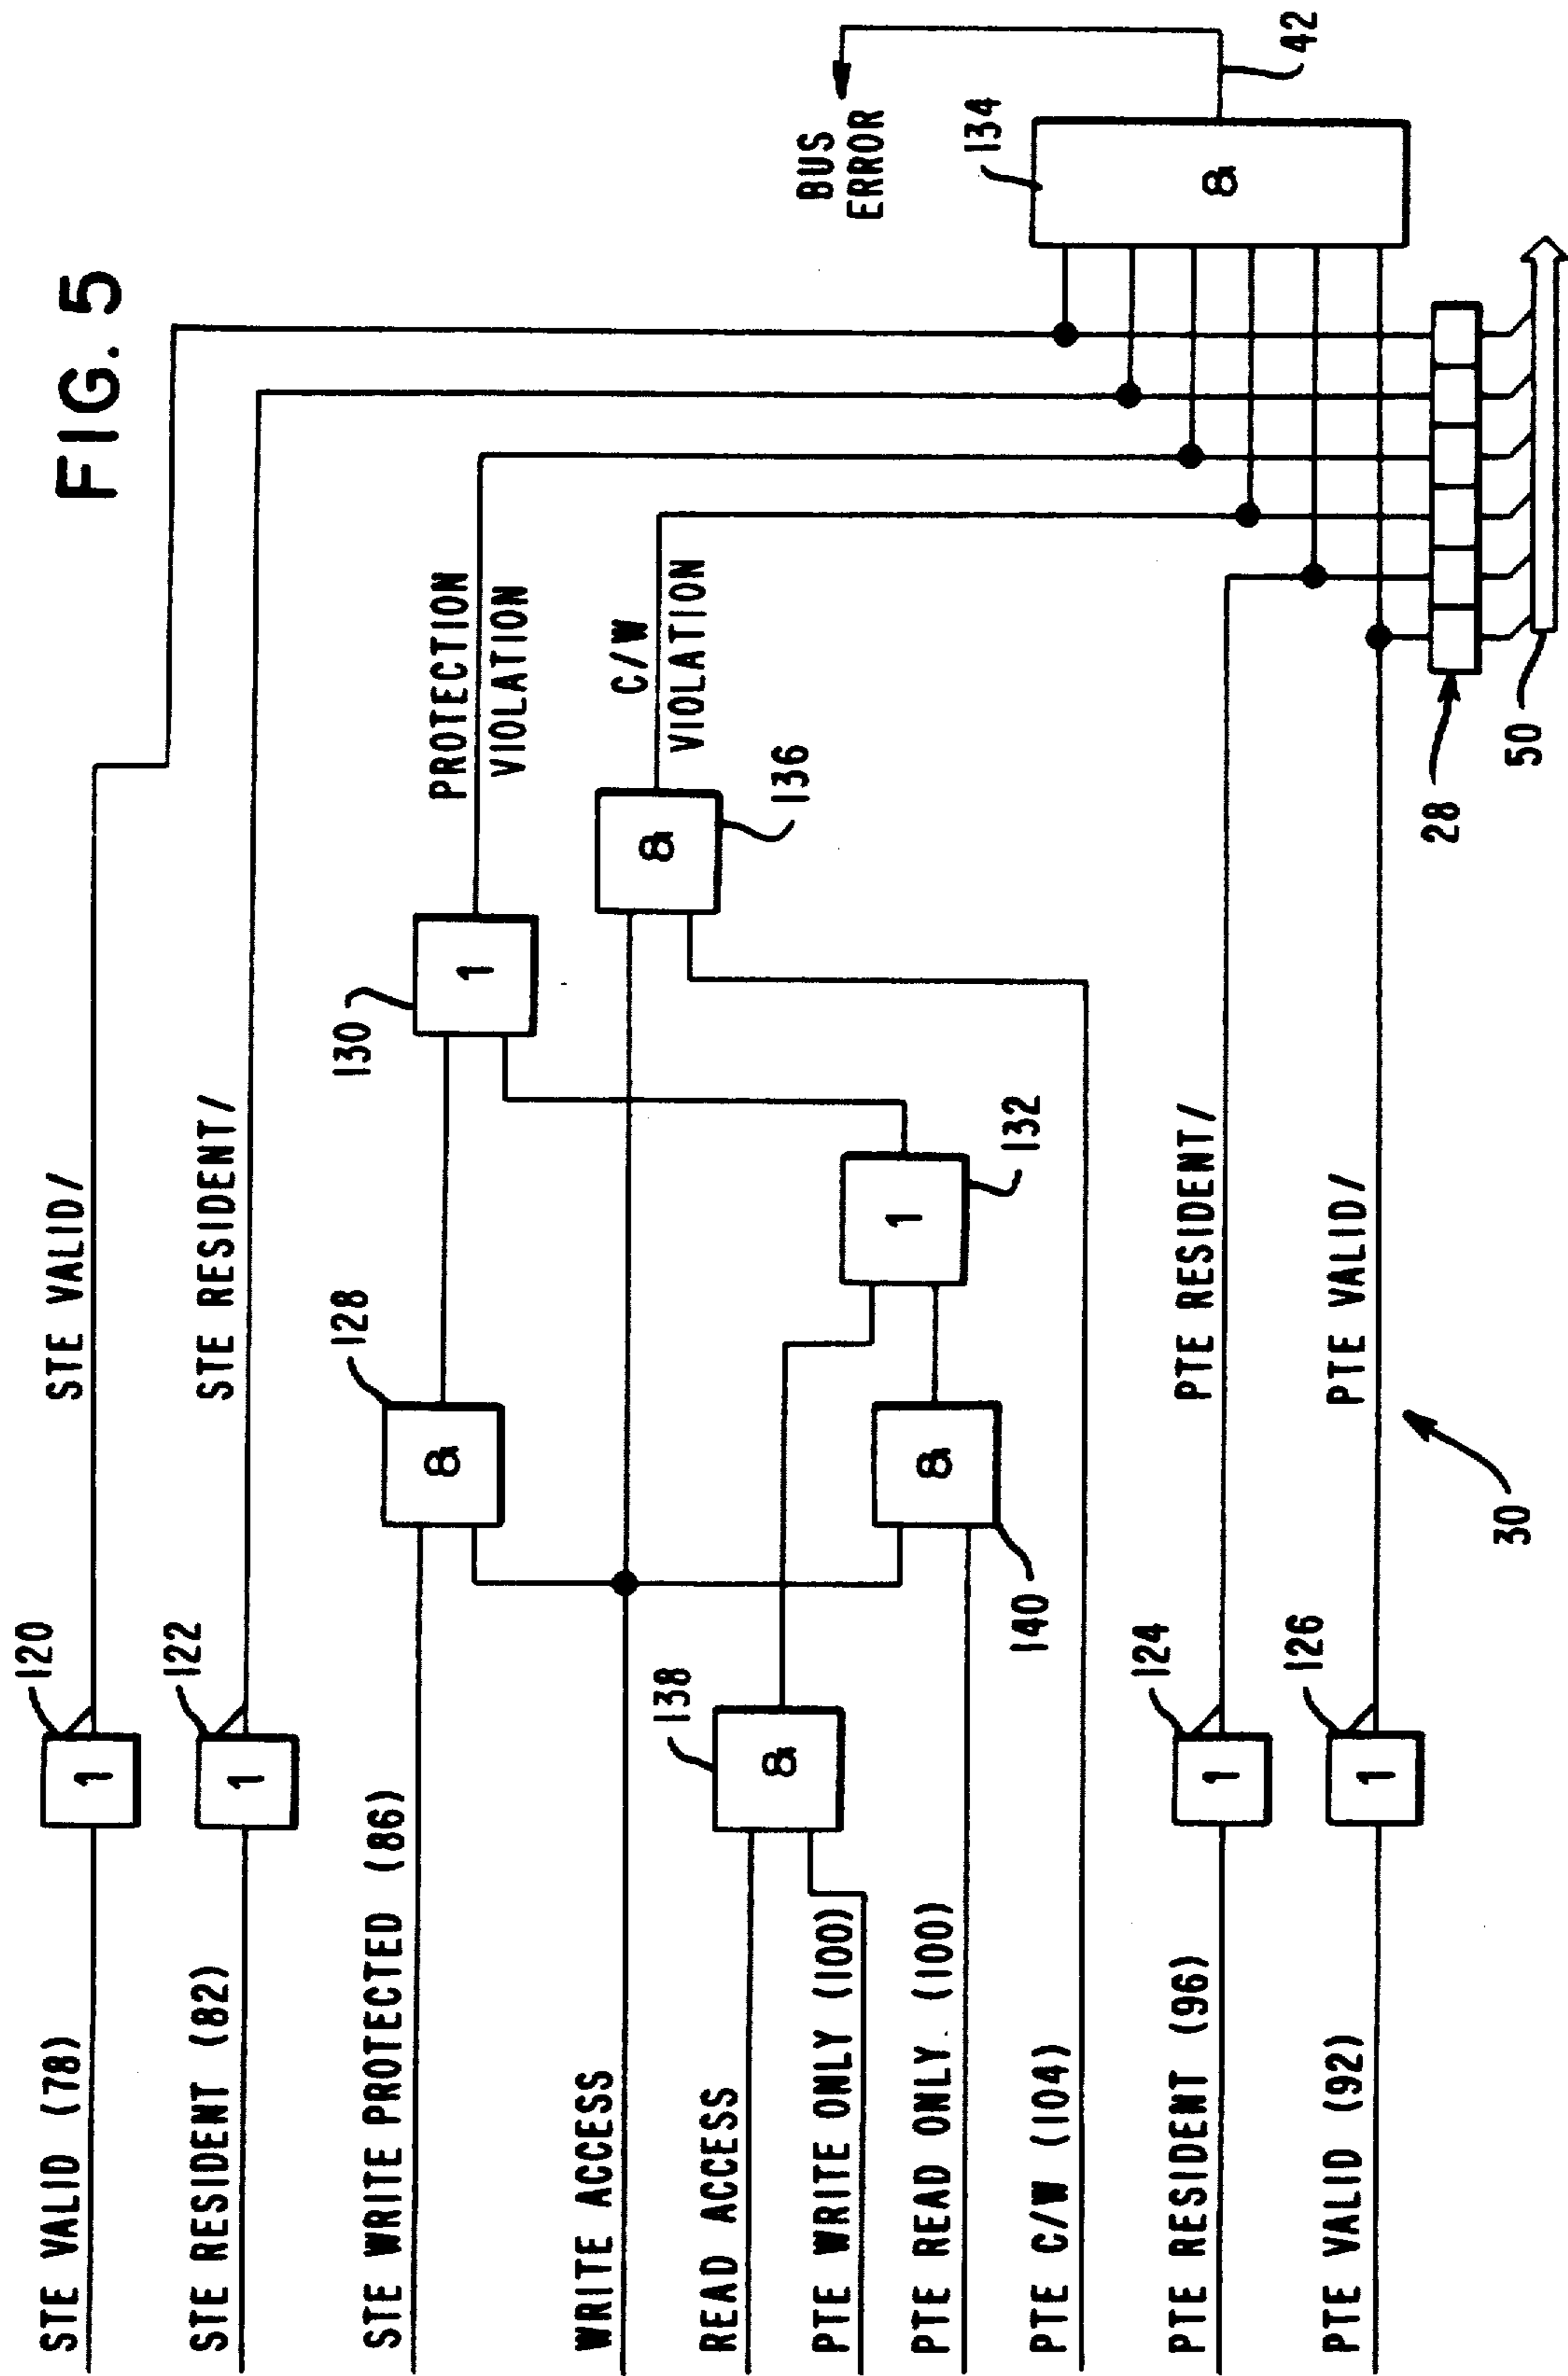 FIG. 5
STE VALID (78)
120
1
STE VALID/
STE RESIDENT (82)
122
1
STE RESIDENT/
STE WRITE PROTECTED (86)
128
&
130
1
PROTECTION
VIOLATION
WRITE ACCESS
136
&
C/W
VIOLATION
READ ACCESS
138
&
PTE WRITE ONLY (100)
132
1
PTE READ ONLY. (100)
140
&
PTE C/W (104)
PTE RESIDENT (96)
124
1
PTE RESIDENT/
PTE VALID (92)
126
1
PTE VALID/
30
BUS
ERROR
134
&
42
28
50